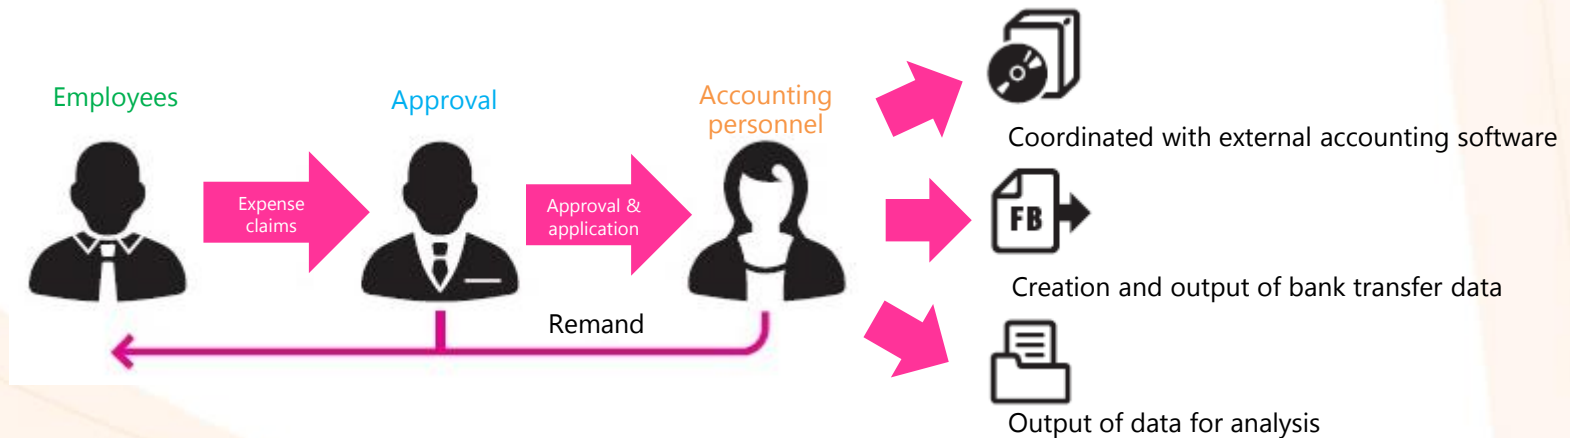 Employees
Approval
Accounting
personnel
Expense
claims
Approval &
application
Remand
Coordinated with external accounting software
FB
Creation and output of bank transfer data
Output of data for analysis